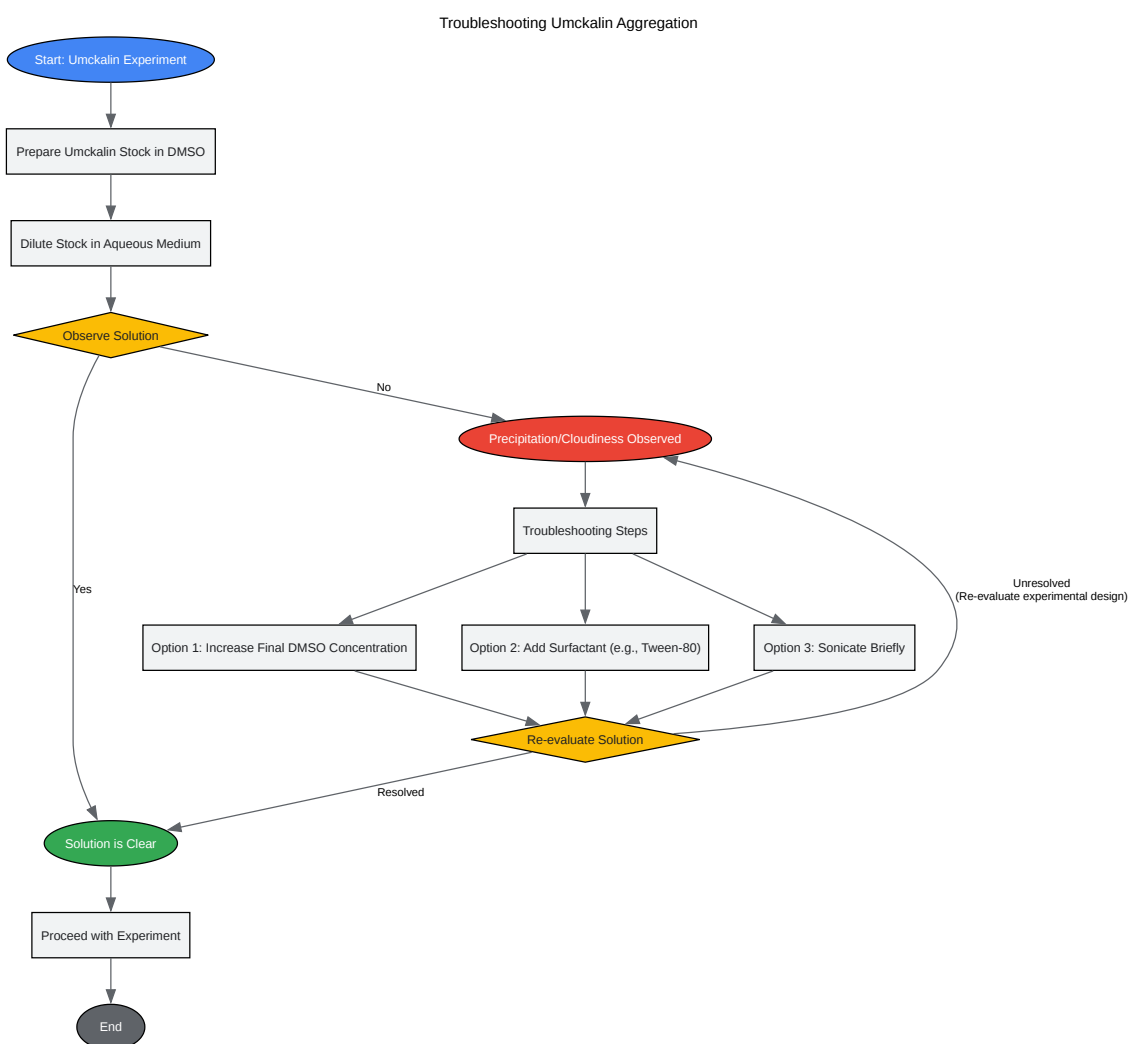 Troubleshooting Umckalin Aggregation
Start: Umckalin Experiment
Prepare Umckalin Stock in DMSO
Dilute Stock in Aqueous Medium
Observe Solution
No
Precipitation/Cloudiness Observed
Troubleshooting Steps
Yes
Unresolved
(Re-evaluate experimental design)
Option 1: Increase Final DMSO Concentration
Option 2: Add Surfactant (e.g., Tween-80)
Option 3: Sonicate Briefly
Re-evaluate Solution
Resolved
Solution is Clear
Proceed with Experiment
End